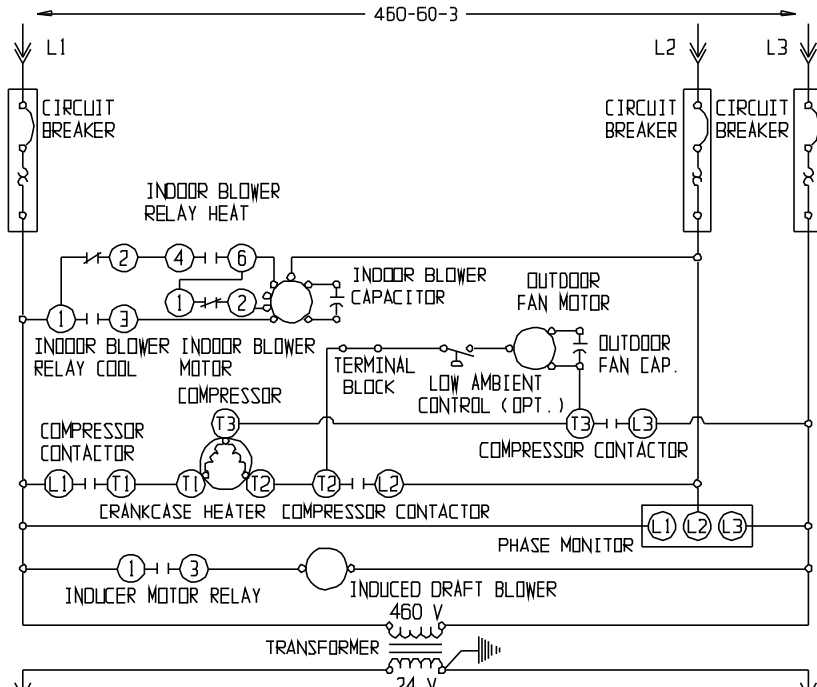 460-60-3
L1
L2
L3
CIRCUIT
BREAKER
CIRCUIT
BREAKER
CIRCUIT
BREAKER
INDOOR BLOWER
RELAY HEAT
2
4
6
1
2
1
3
INDOOR BLOWER
CAPACITOR
OUTDOOR
FAN MOTOR
INDOOR BLOWER
RELAY COOL
INDOOR BLOWER
MOTOR
TERMINAL
BLOCK
LOW AMBIENT
CONTROL (OPT.)
OUTDOOR
FAN CAP.
COMPRESSOR
T3
T3
L3
COMPRESSOR
CONTACTOR
COMPRESSOR CONTACTOR
L1
T1
T1
T2
T2
L2
CRANKCASE HEATER
COMPRESSOR CONTACTOR
L1
L2
L3
PHASE MONITOR
1
3
INDUCER MOTOR RELAY
INDUCED DRAFT BLOWER
460 V
TRANSFORMER
24 V